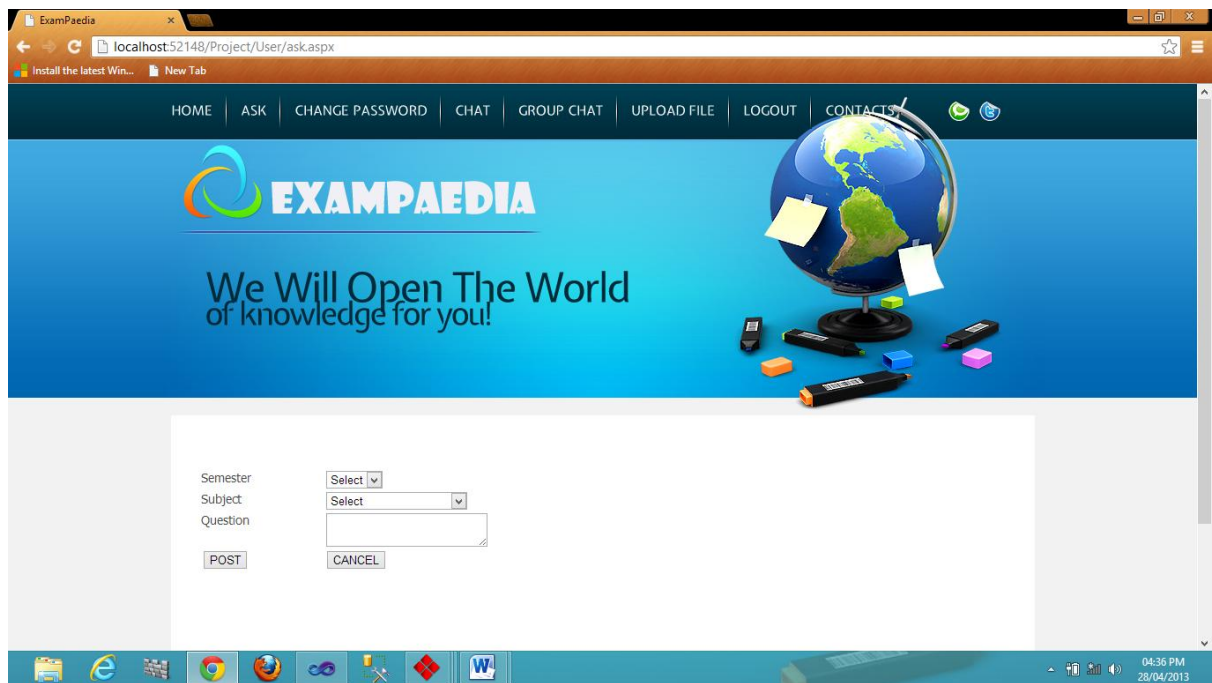 ExamPaedia
localhost:52148/Project/User/ask.aspx
Install the latest Win... New Tab
HOME ASK CHANGE PASSWORD CHAT GROUP CHAT UPLOAD FILE LOGOUT CONTACTS
EXAMPAEDIA
We Will Open The World
of knowledge for you!
Semester Select
Subject Select
Question
POST CANCEL
04:36 PM
28/04/2013